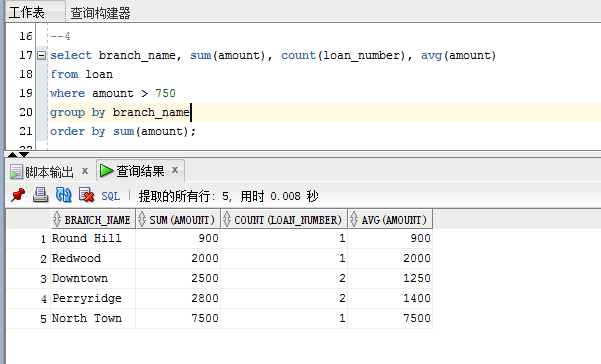 工作表 查询构建器
16 --4
17 select branch_name, sum(amount), count(loan_number), avg(amount)
18 from loan
19 where amount > 750
20 group by branch_name
21 order by sum(amount);
脚本输出 x 查询结果 x
SQL | 提取的所有行: 5, 用时 0.008 秒
BRANCH_NAME SUM(AMOUNT) COUNT(LOAN_NUMBER) AVG(AMOUNT)
1 Round Hill 900 1 900
2 Redwood 2000 1 2000
3 Downtown 2500 2 1250
4 Perryridge 2800 2 1400
5 North Town 7500 1 7500